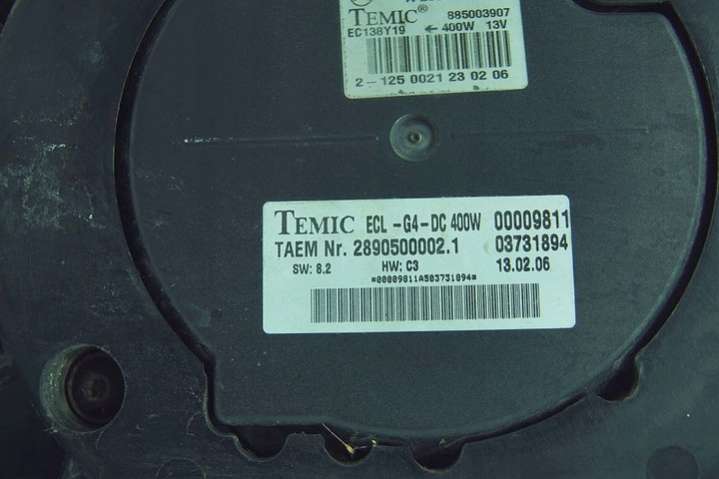 TEMIC® 885003907
EC138Y19 ← 400W 13V
2-125 0021 23 02 06
TEMIC ECL -G4-DC 400W 00009811
TAEM Nr. 2890500002.1 03731894
SW: 8.2 HW: C3 13.02.06
*00009811A503731894*